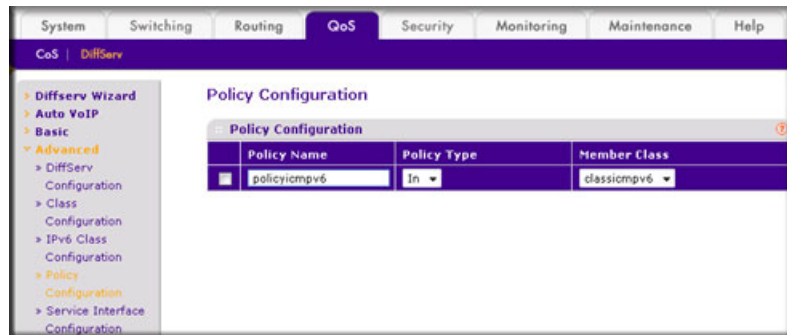 System Switching Routing QoS Security Monitoring Maintenance Help
CoS | DiffServ
Diffserv Wizard
Auto VoIP
Basic
Advanced
» DiffServ
Configuration
» Class
Configuration
» IPv6 Class
Configuration
» Policy
Configuration
» Service Interface
Configuration
Policy Configuration
Policy Configuration
Policy Name Policy Type Member Class
policyicmpv6 In classicmpv6